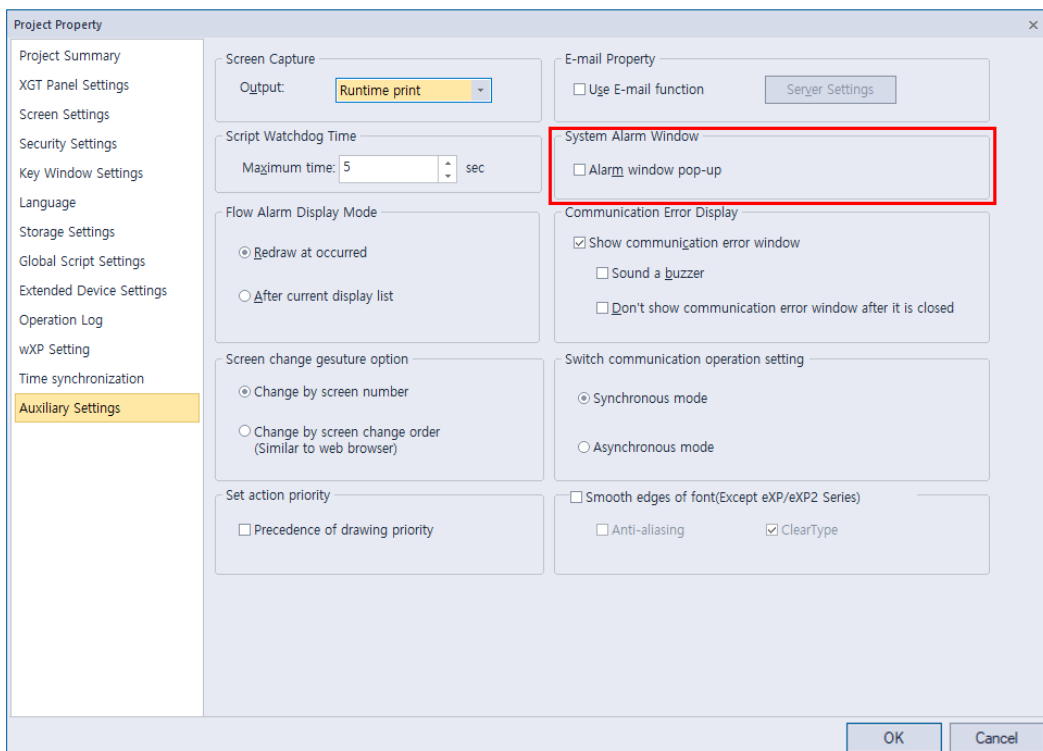 Project Property
Project Summary
XGT Panel Settings
Screen Settings
Security Settings
Key Window Settings
Language
Storage Settings
Global Script Settings
Extended Device Settings
Operation Log
wXP Setting
Time synchronization
Auxiliary Settings
Screen Capture
Output: Runtime print
E-mail Property
Use E-mail function Server Settings
Script Watchdog Time
Maximum time: 5 sec
System Alarm Window
Alarm window pop-up
Flow Alarm Display Mode
Redraw at occurred
After current display list
Communication Error Display
Show communication error window
Sound a buzzer
Don't show communication error window after it is closed
Screen change gesuture option
Change by screen number
Change by screen change order
(Similar to web browser)
Switch communication operation setting
Synchronous mode
Asynchronous mode
Set action priority
Precedence of drawing priority
Smooth edges of font(Except eXP/eXP2 Series)
Anti-aliasing ClearType
OK Cancel